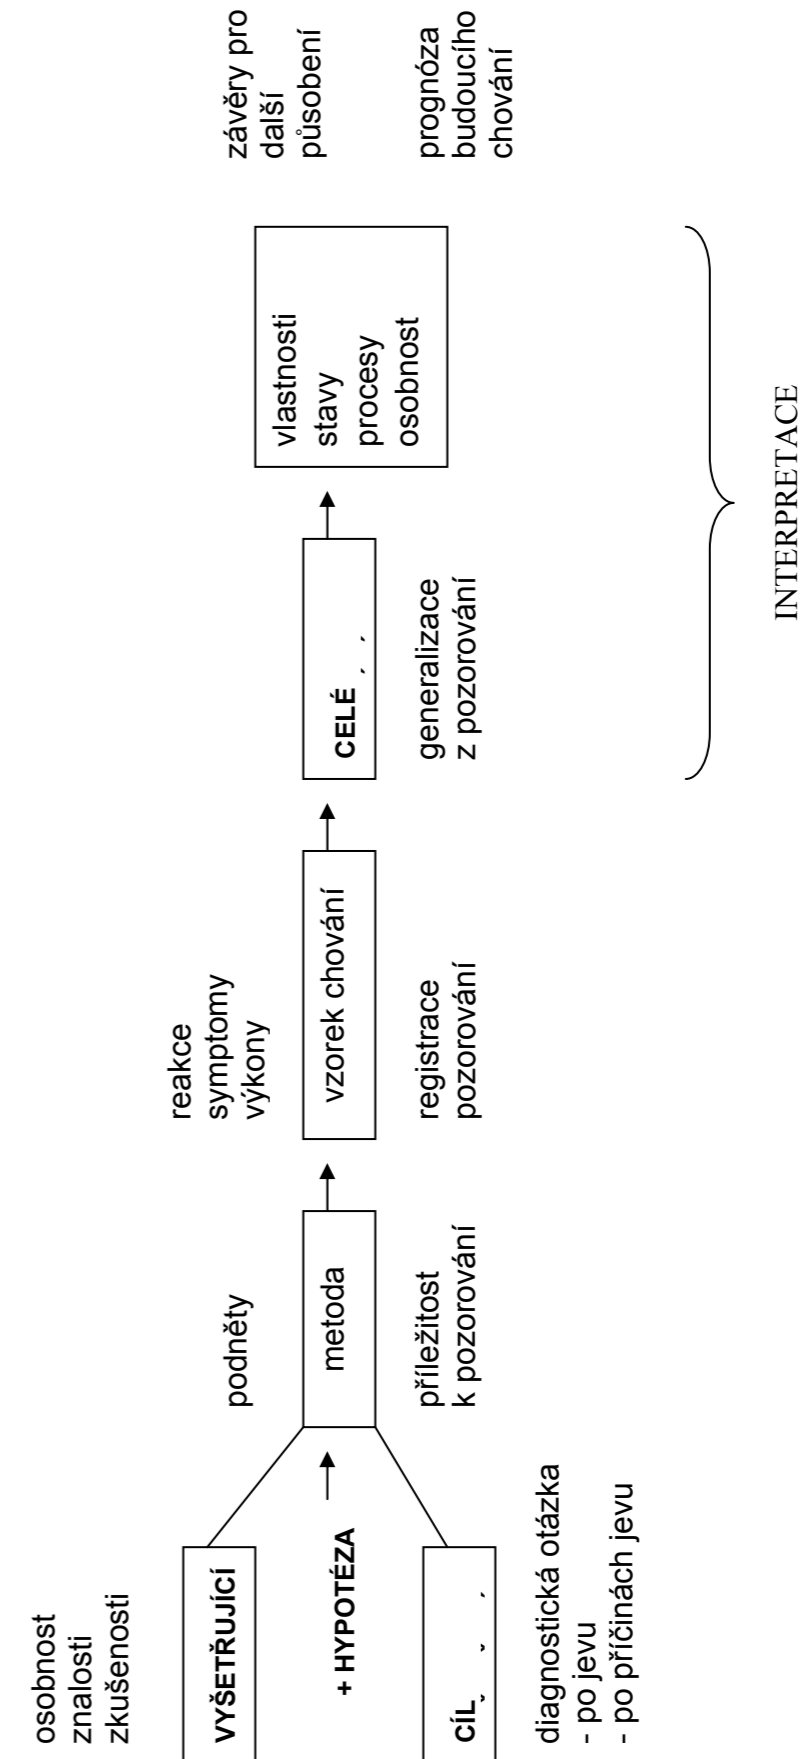 osobnost
znalosti
zkušenosti
VYŠETŘUJÍCÍ
+ HYPOTÉZA
CÍL
diagnostická otázka
- po jevu
- po příčinách jevu
podněty
metoda
příležitost
k pozorování
reakce
symptomy
výkony
vzorek chování
registrace
pozorování
CELÉ
generalizace
z pozorování
vlastnosti
stavy
procesy
osobnost
závěry pro
další
působení
prognóza
budoucího
chování
INTERPRETACE